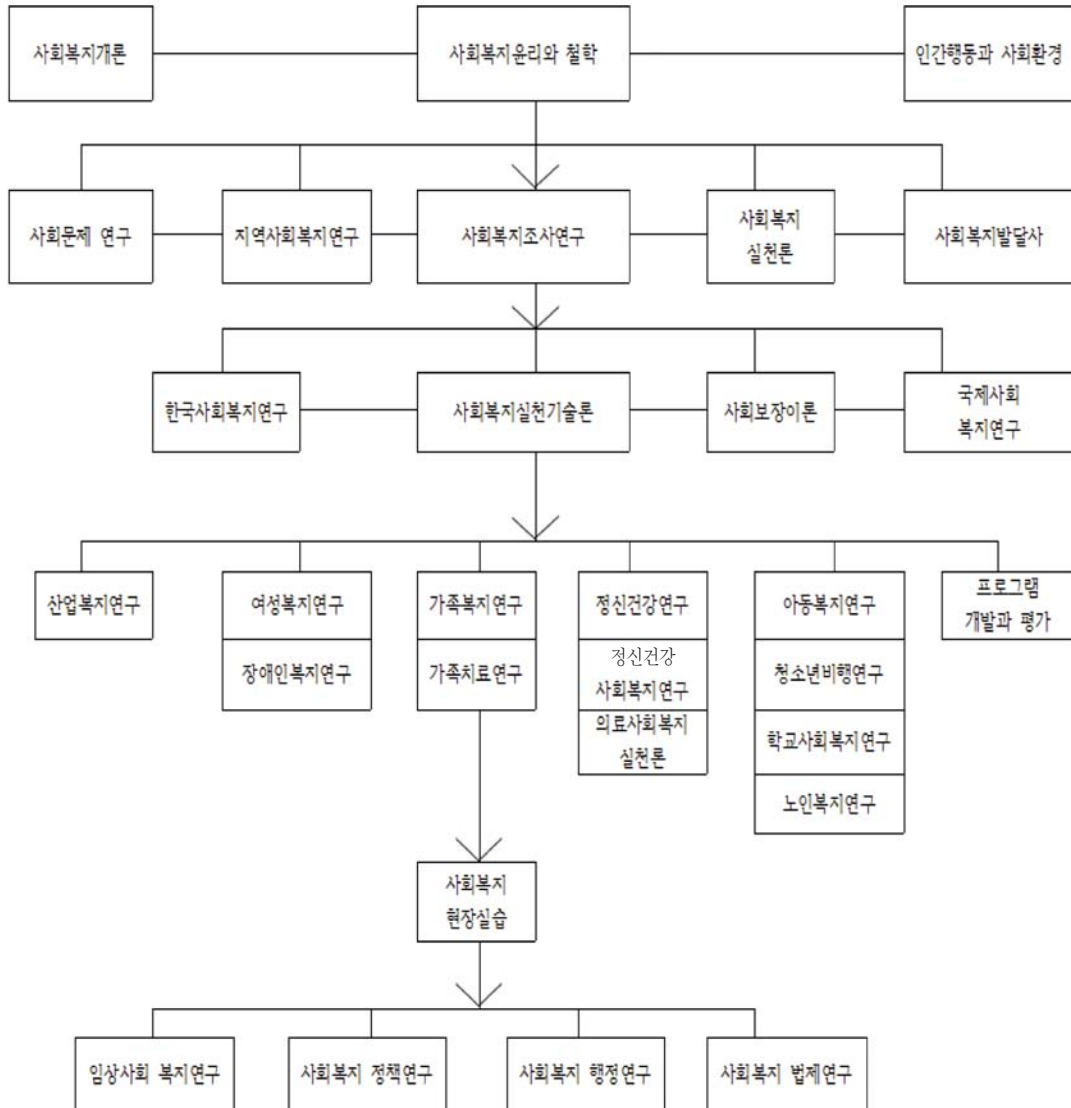 사회복지개론
사회복지윤리와 철학
인간행동과 사회환경
사회문제 연구
지역사회복지연구
사회복지조사연구
사회복지
실천론
사회복지발달사
한국사회복지연구
사회복지실천기술론
사회보장이론
국제사회
복지연구
산업복지연구
여성복지연구
가족복지연구
정신건강연구
아동복지연구
프로그램
개발과 평가
장애인복지연구
가족치료연구
정신건강
사회복지연구
청소년비행연구
의료사회복지
실천론
학교사회복지연구
노인복지연구
사회복지
현장실습
임상사회 복지연구
사회복지 정책연구
사회복지 행정연구
사회복지 법제연구